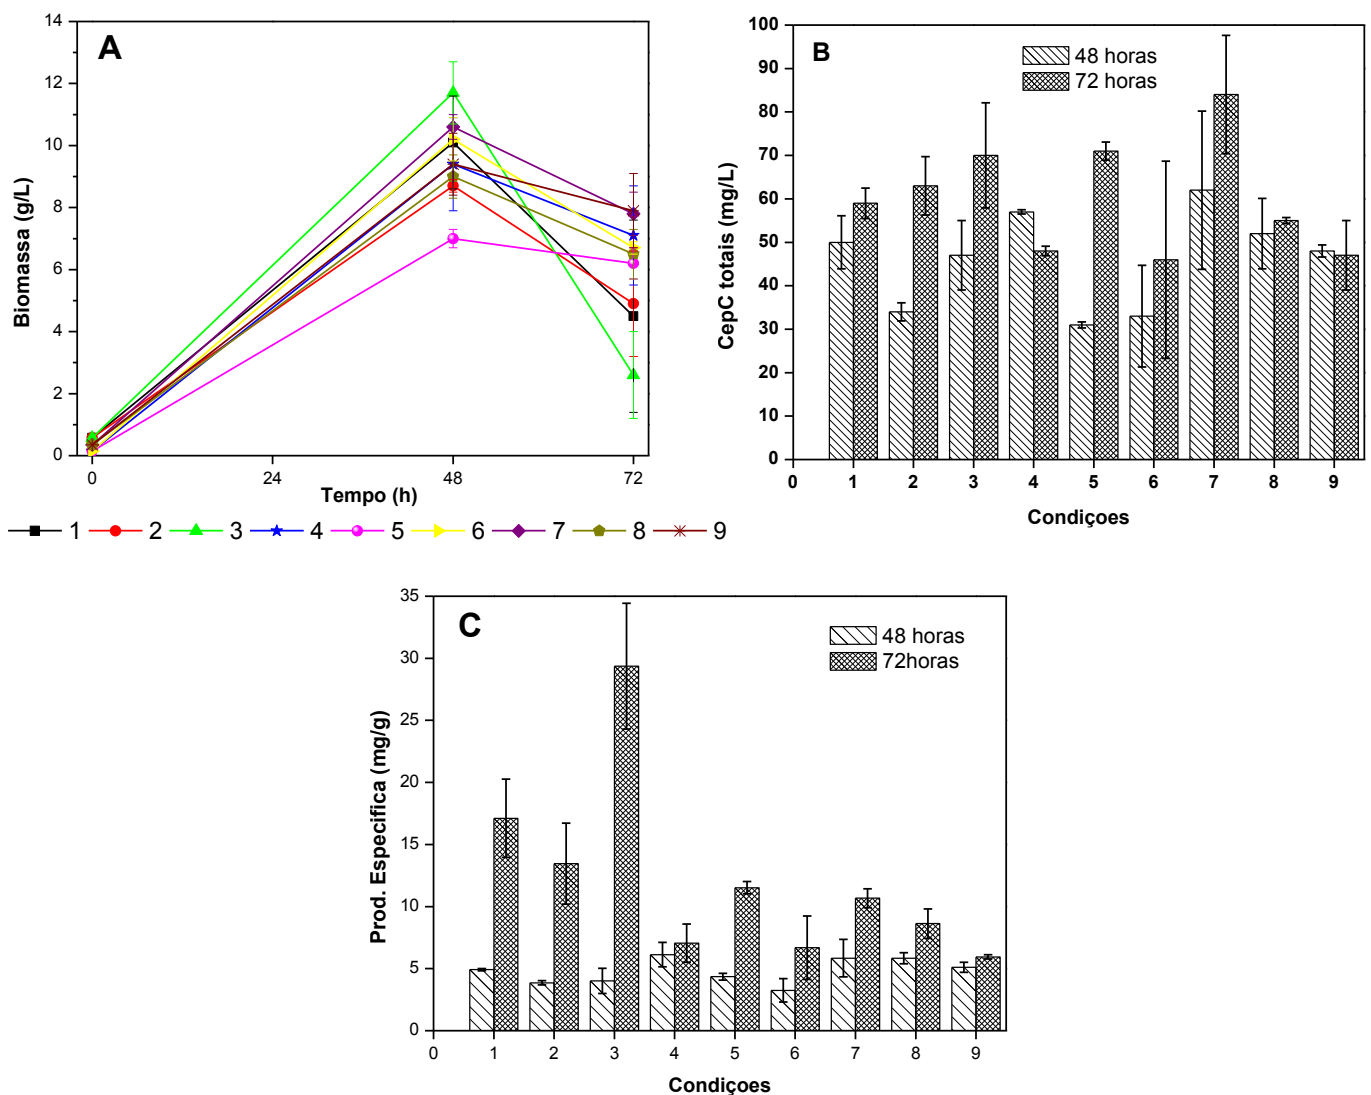 A
14
12
10
8
6
4
2
0
Biomassa (g/L)
0 24 48 72
Tempo (h)
1 2 3 4 5 6 7 8 9
B
48 horas
72 horas
100
90
80
70
60
50
40
30
20
10
0
CepC totais (mg/L)
0 1 2 3 4 5 6 7 8 9
Condiçoes
C
48 horas
72horas
35
30
25
20
15
10
5
0
Prod. Especifica (mg/g)
0 1 2 3 4 5 6 7 8 9
Condiçoes